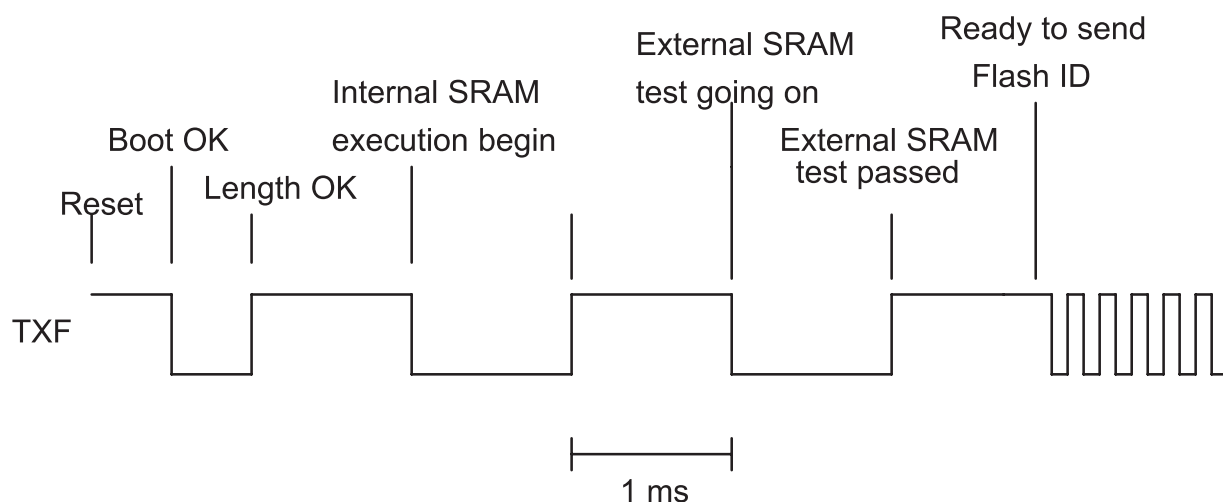 Ready to send
Flash ID
External SRAM
test going on
Internal SRAM
execution begin
Boot OK
External SRAM
test passed
Length OK
Reset
TXF
1 ms